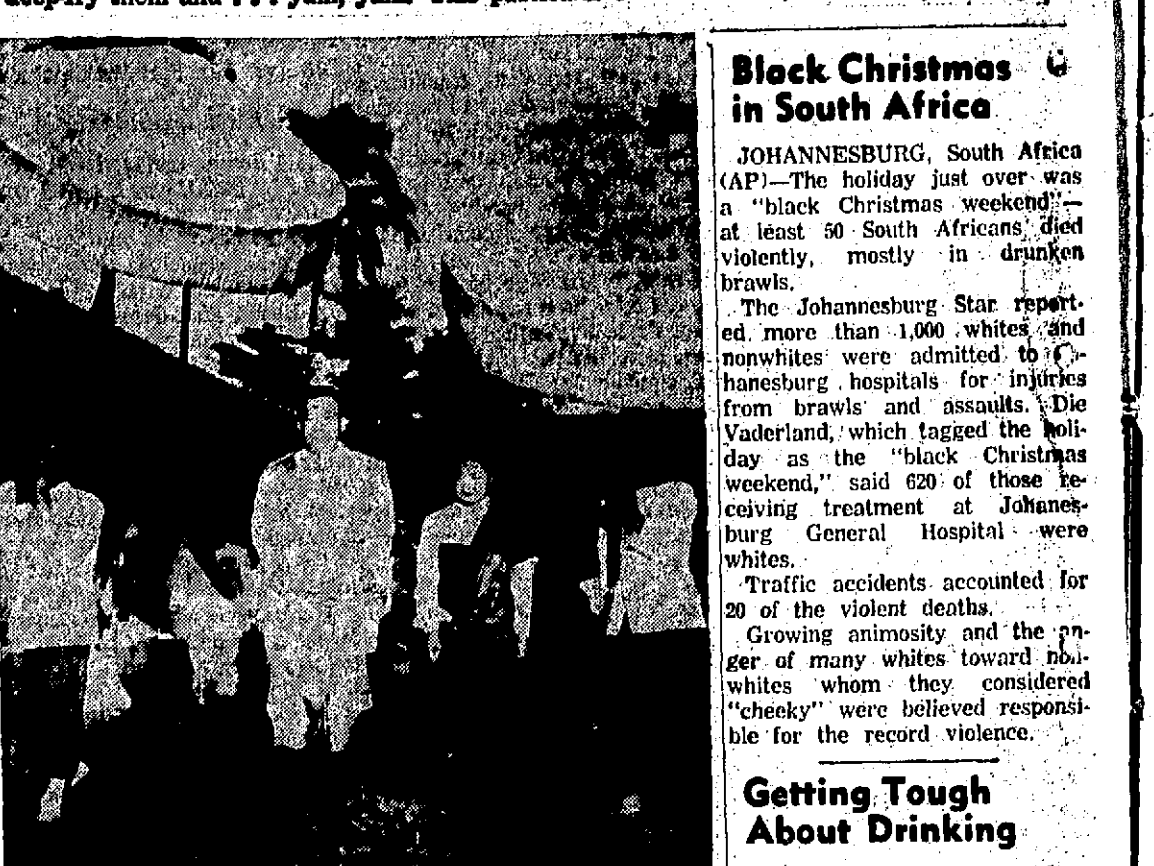 Black Christmas
in South Africa
JOHANNESBURG, South Africa
(AP)—The holiday just over was
a "black Christmas weekend"—
at least 50 South Africans died
violently, mostly in drunken
brawls.
The Johannesburg Star report-
ed more than 1,000 whites and
nonwhites were admitted to
hanesburg hospitals for injuries
from brawls and assaults. Die
Vaderland, which tagged the holi-
day as the "black Christmas
weekend," said 620 of those re-
ceiving treatment at Johanes-
burg General Hospital were
whites.
Traffic accidents accounted for
20 of the violent deaths.
Growing animosity and the an-
ger of many whites toward non-
whites whom they considered
"cheeky" were believed responsi-
ble for the record violence.
Getting Tough
About Drinking